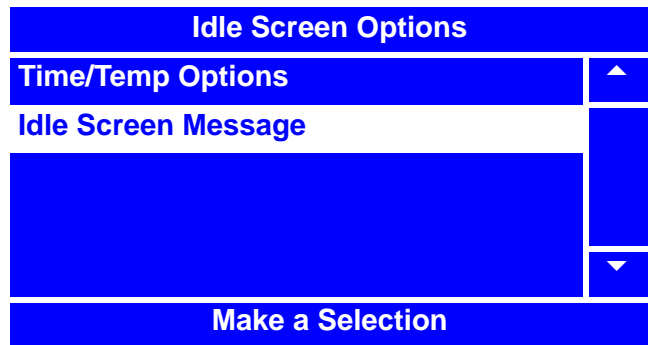 Idle Screen Options
Time/Temp Options
Idle Screen Message
Make a Selection